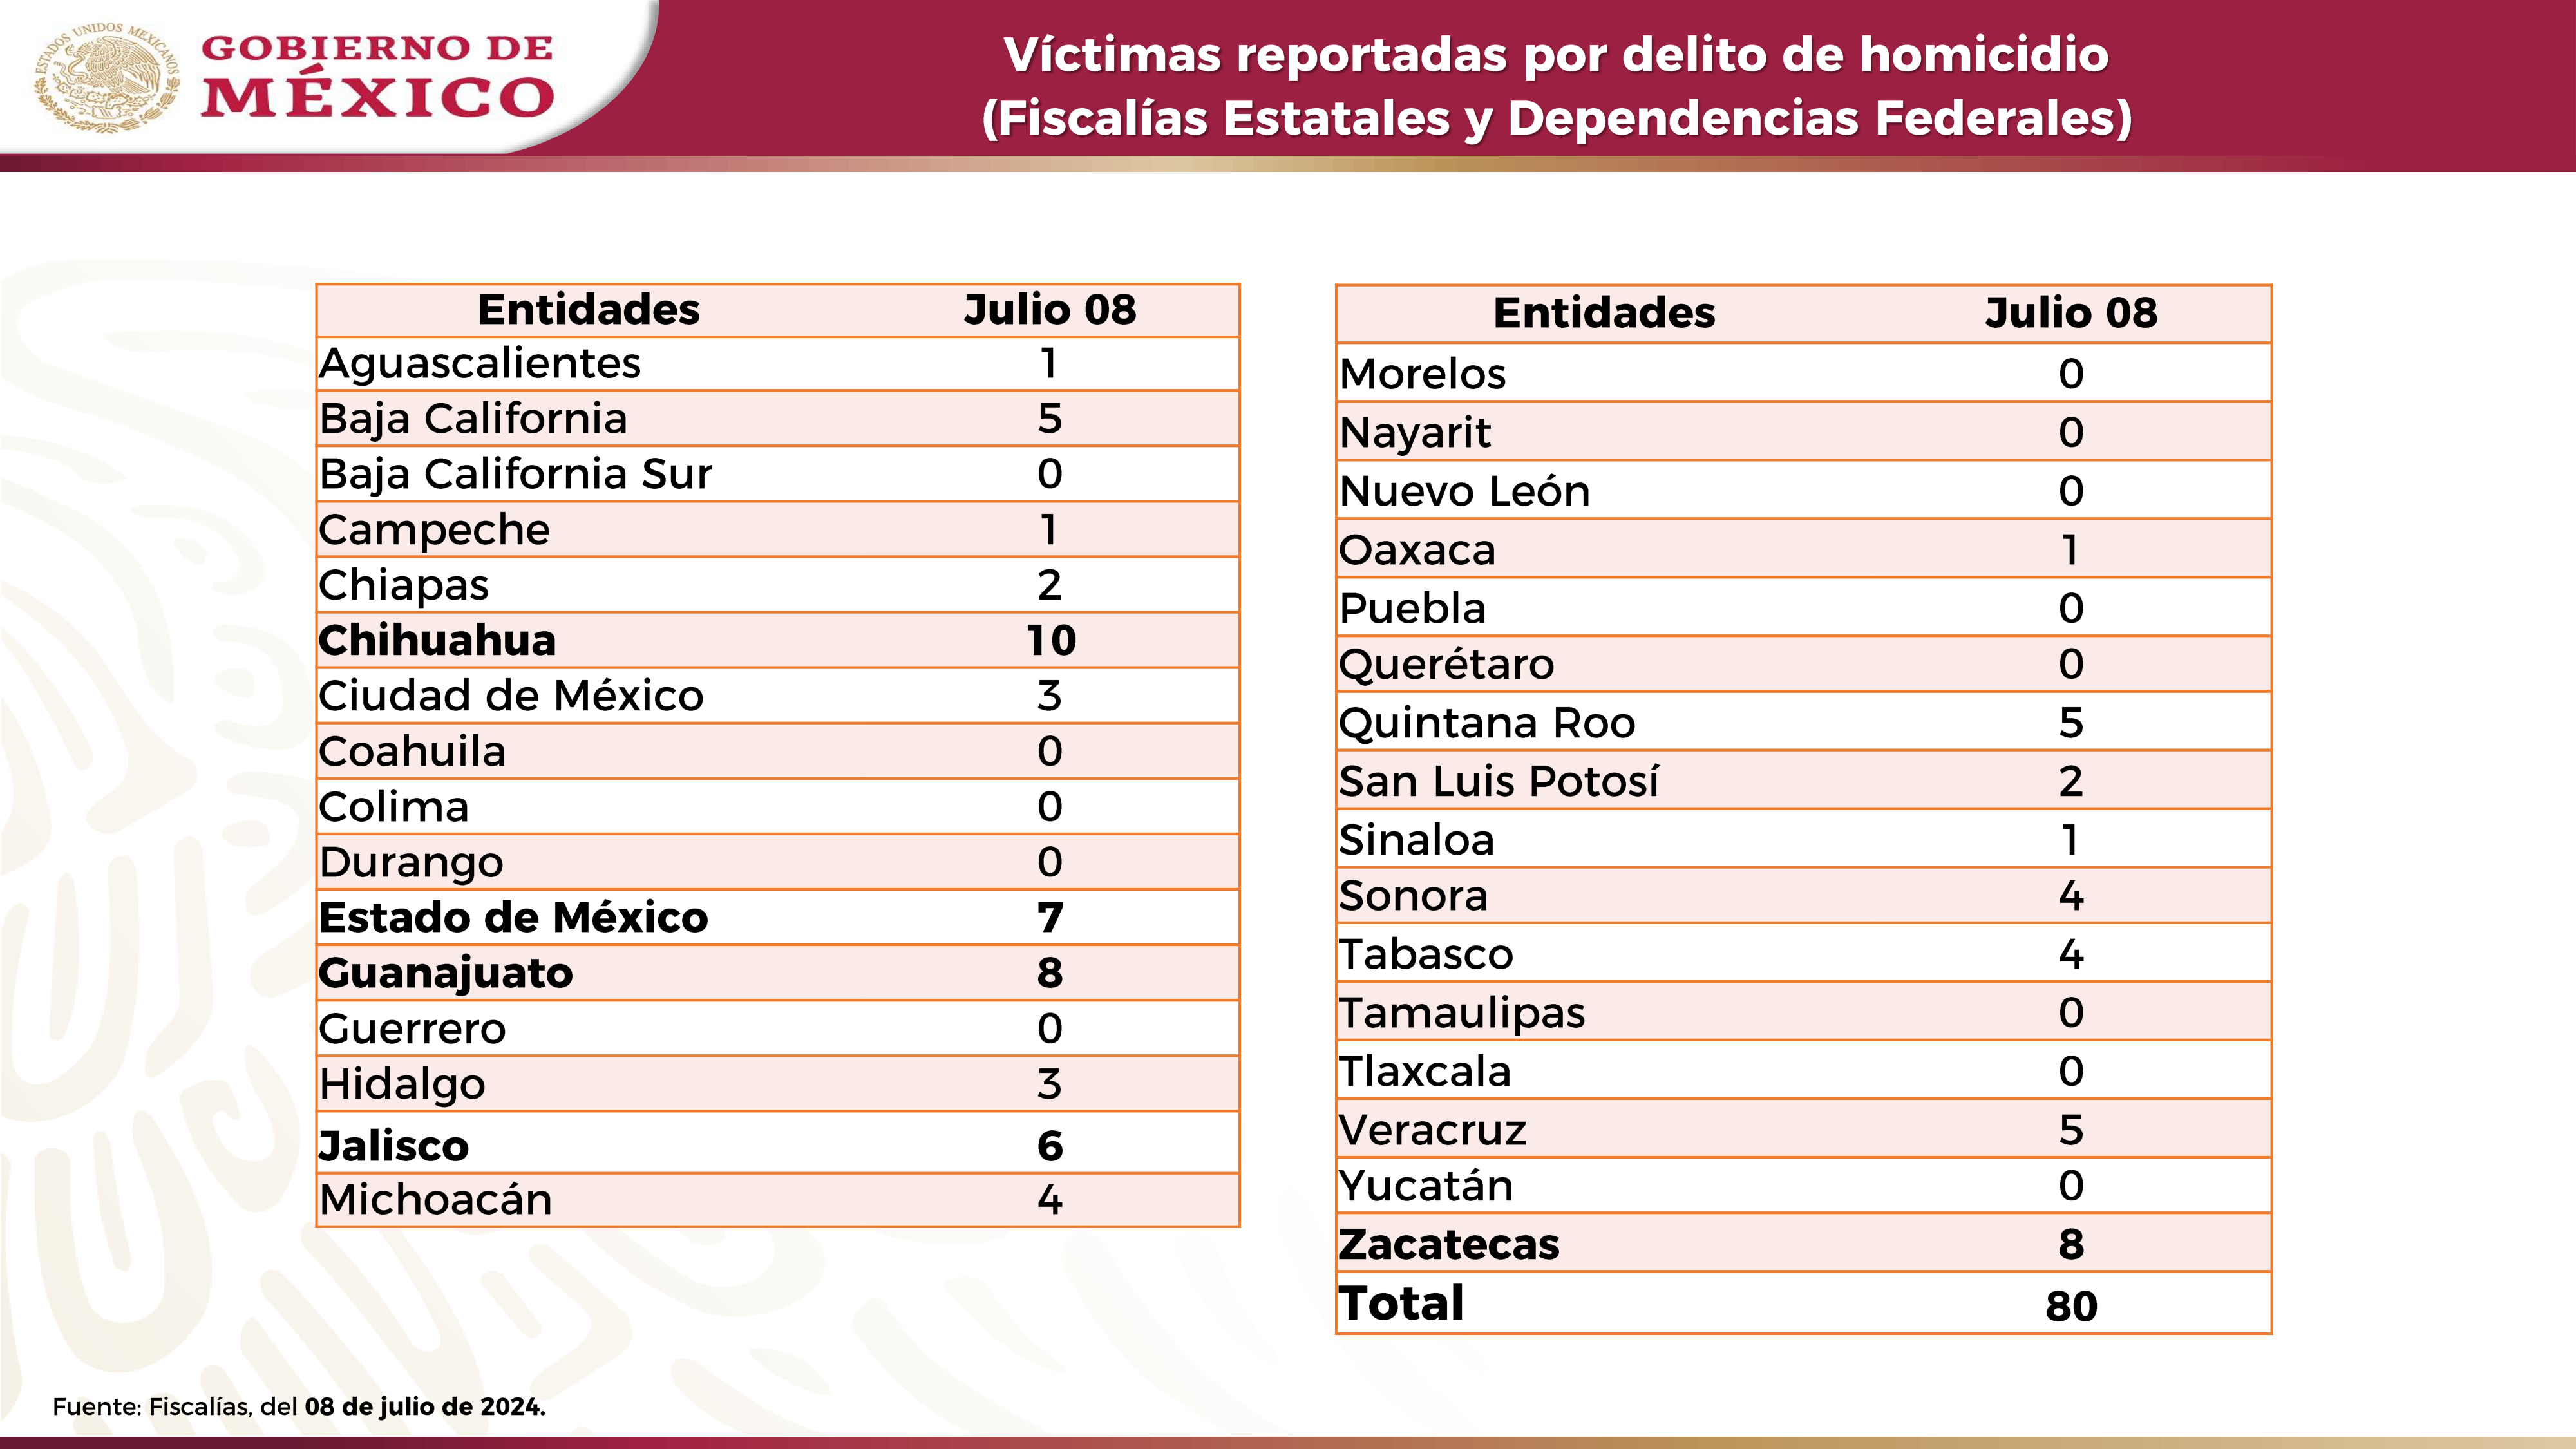 ESTADOS UNIDOS MEXICANOS
GOBIERNO DE
MÉXICO
Víctimas reportadas por delito de homicidio
(Fiscalías Estatales y Dependencias Federales)
Entidades Julio 08
Aguascalientes 1
Baja California 5
Baja California Sur 0
Campeche 1
Chiapas 2
Chihuahua 10
Ciudad de México 3
Coahuila 0
Colima 0
Durango 0
Estado de México 7
Guanajuato 8
Guerrero 0
Hidalgo 3
Jalisco 6
Michoacán 4
Entidades Julio 08
Morelos 0
Nayarit 0
Nuevo León 0
Oaxaca 1
Puebla 0
Querétaro 0
Quintana Roo 5
San Luis Potosí 2
Sinaloa 1
Sonora 4
Tabasco 4
Tamaulipas 0
Tlaxcala 0
Veracruz 5
Yucatán 0
Zacatecas 8
Total 80
Fuente: Fiscalías, del 08 de julio de 2024.